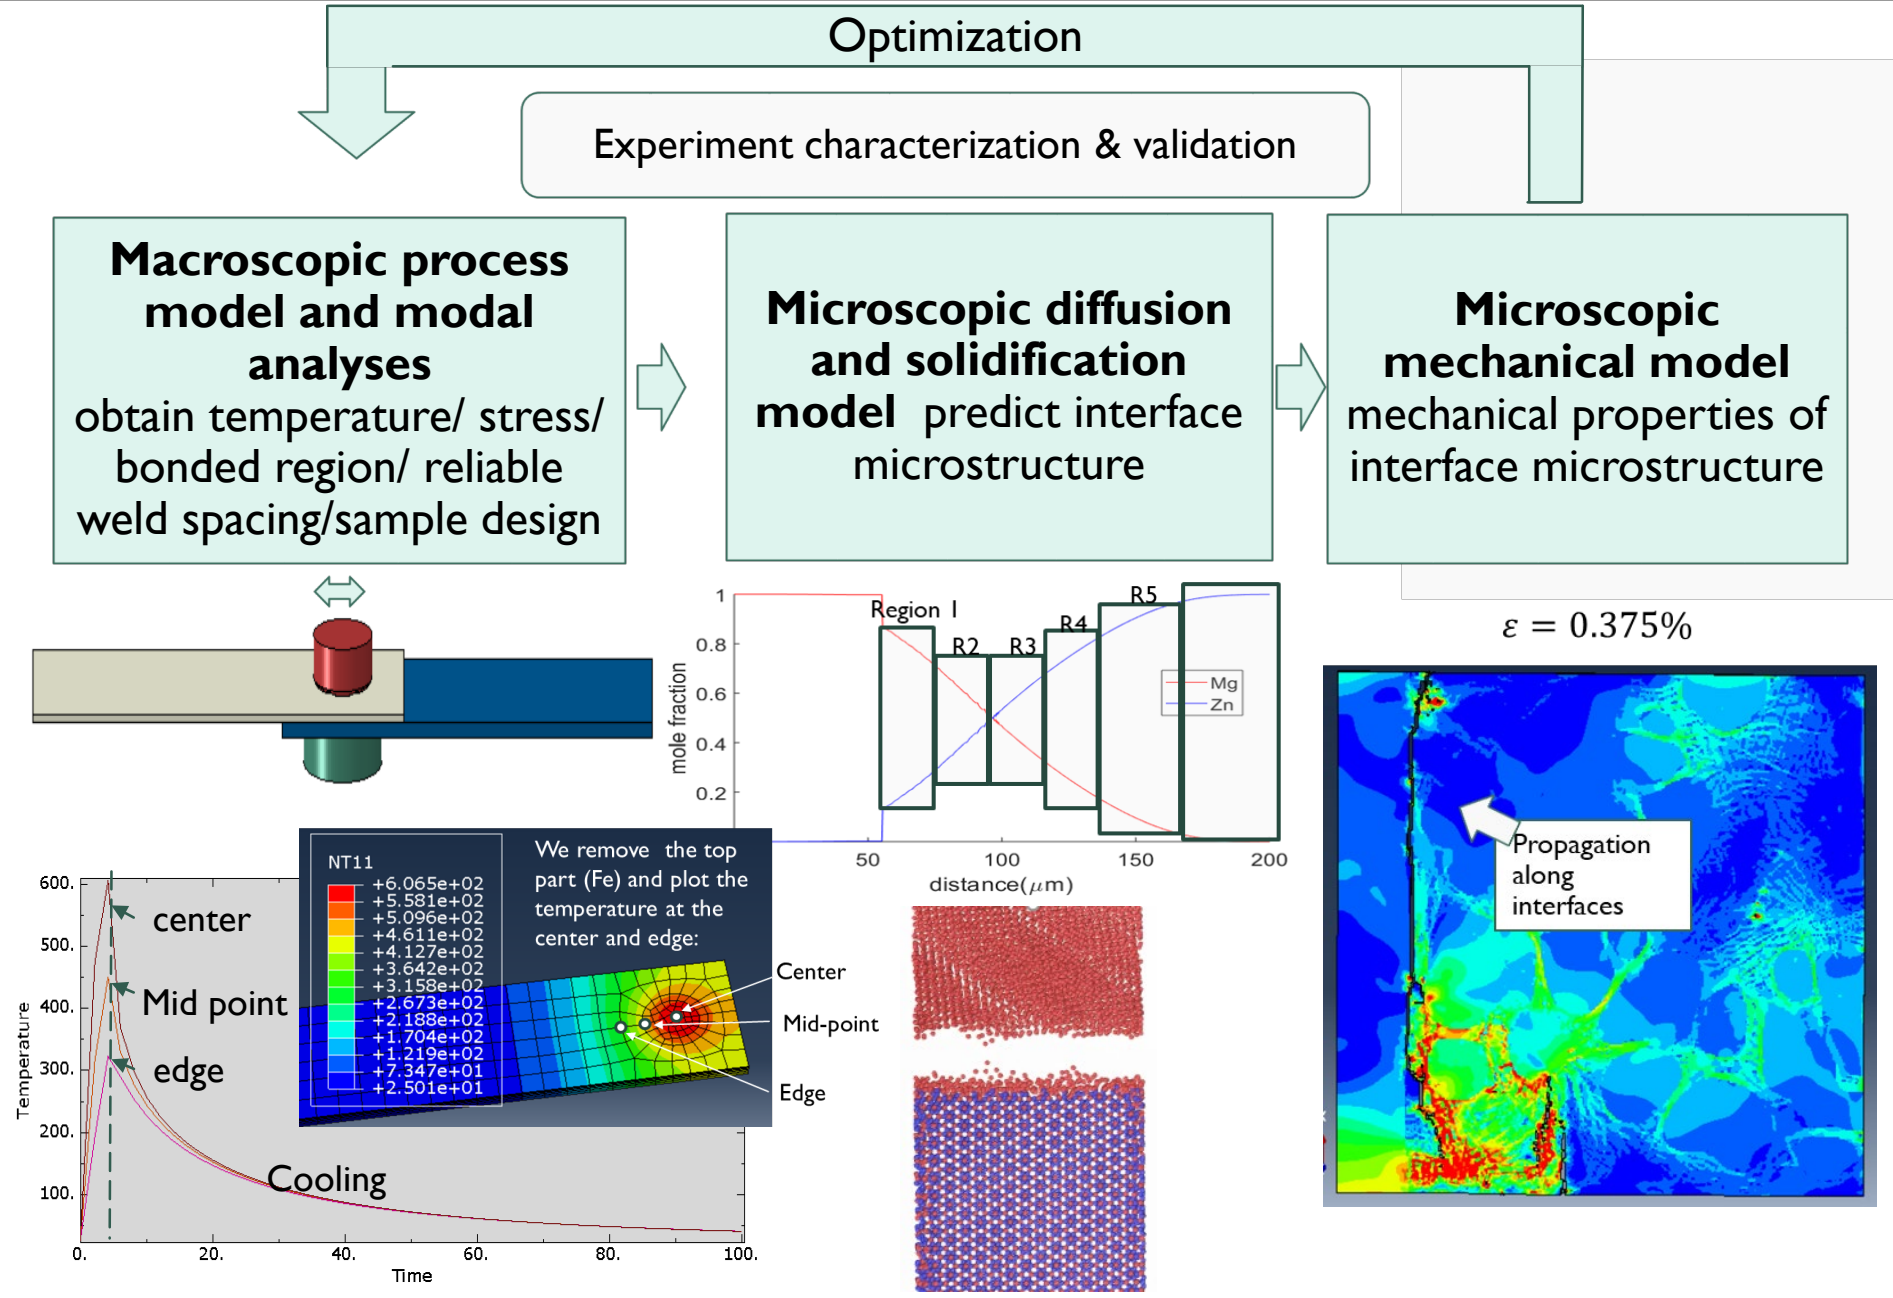 Optimization
Experiment characterization & validation
Macroscopic process
model and modal
analyses
obtain temperature/ stress/
bonded region/ reliable
weld spacing/sample design
Microscopic diffusion
and solidification
model predict interface
microstructure
Microscopic
mechanical model
mechanical properties of
interface microstructure
1
0.8
0.6
0.4
0.2
mole fraction
Region 1
R2
R3
R4
R5
Mg
Zn
50
100
150
200
distance(μm)
ε = 0.375%
Propagation
along
interfaces
NT11
+6.065e+02
+5.581e+02
+5.096e+02
+4.611e+02
+4.127e+02
+3.642e+02
+3.158e+02
+2.673e+02
+2.188e+02
+1.704e+02
+1.219e+02
+7.347e+01
+2.501e+01
We remove the top
part (Fe) and plot the
temperature at the
center and edge:
Center
Mid-point
Edge
600.
500.
400.
300.
200.
100.
Temperature
center
Mid point
edge
Cooling
0.
20.
40.
60.
80.
100.
Time